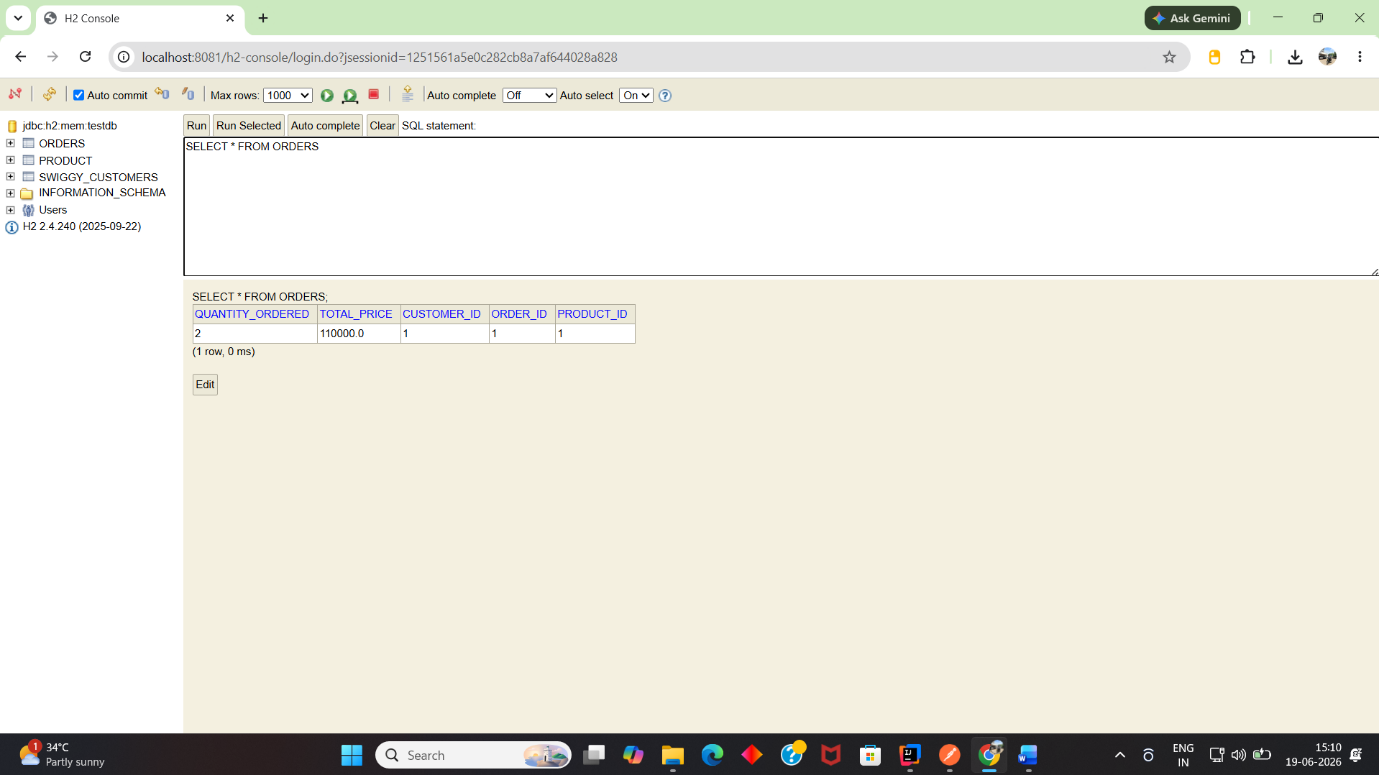 H2 Console
Ask Gemini
localhost:8081/h2-console/login.do?jsessionid=1251561a5e0c282cb8a7af644028a828
Auto commit Max rows: 1000 Auto complete Off Auto select On
jdbc:h2:mem:testdb
ORDERS
PRODUCT
SWIGGY_CUSTOMERS
INFORMATION_SCHEMA
Users
H2 2.4.240 (2025-09-22)
Run Run Selected Auto complete Clear SQL statement:
SELECT * FROM ORDERS
SELECT * FROM ORDERS;
QUANTITY_ORDERED TOTAL_PRICE CUSTOMER_ID ORDER_ID PRODUCT_ID
2 110000.0 1 1 1
(1 row, 0 ms)
Edit
1
34°C
Partly sunny
Search
ENG
IN
15:10
19-06-2026